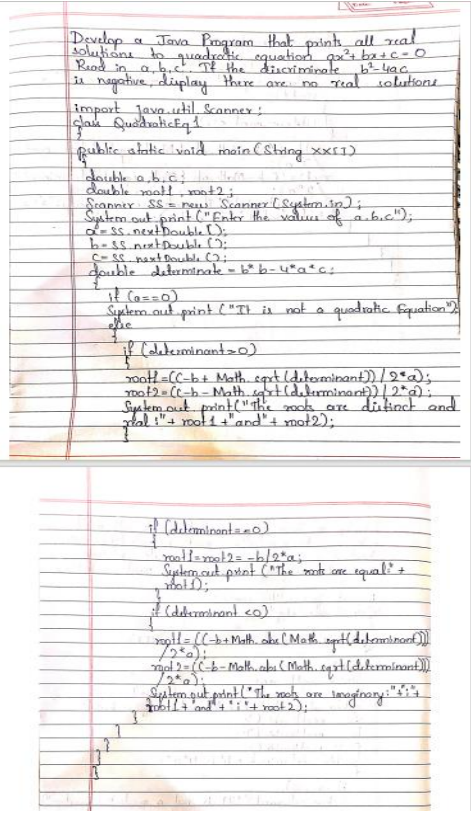 Develop a Java Program that prints all real
solutions to quadratic equation ax²+bx+c=0
Read in a, b, c. If the discriminate b²-4ac
is negative, display there are no real solutions
import java.util Scanner;
class QuadraticEq1
{
public static void main(String xx[])
{
double a,b,c;
double root1, root2;
Scanner SS = new Scanner(System.in);
System.out.print("Enter the values of a,b,c");
a=SS.nextDouble();
b=SS.nextDouble();
c=SS.nextDouble();
double determinate = b*b-4*a*c;
{
if (a==0)
System.out.print("It is not a quadratic Equation");
else
{
if (determinant>0)
{
root1=((-b+Math.sqrt(determinant))/2*a);
root2=(-b-Math.sqrt(determinant))/2*a);
System.out.print("The roots are distinct and
real:"+root1+"and"+root2);
}
if (determinant==0)
{
root1=root2=-b/2*a;
System.out.print("The roots are equal:"+
root1);
}
if (determinant <0)
{
root1=((-b+Math.abs(Math.sqrt(determinant)))
/2*a);
root2=((-b-Math.abs(Math.sqrt(determinant)))
/2*a);
System.out.print("The roots are imaginary:"+i"+
root1+"and"+"i"+root2);
}
}
}
}
}